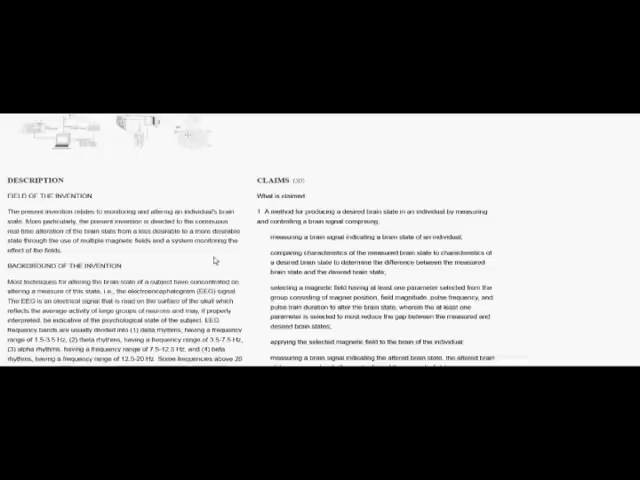 DESCRIPTION
FIELD OF THE INVENTION
The present invention relates to monitoring and altering an individual's brain
state. More particularly, the present invention is directed to the continuous
real time alteration of the brain state from a less desirable to a more desirable
state through the use of multiple magnetic fields and a system monitoring the
effect of the fields.
BACKGROUND OF THE INVENTION
Most techniques for altering the brain state of a subject have concentrated on
altering a measure of this state, i.e., the electroencephalogram (EEG) signal.
The EEG is an electrical signal that is read on the surface of the skull which
reflects the average activity of large groups of neurons and may, if properly
interpreted, be indicative of the psychological state of the subject. EEG
frequency bands are usually divided into (1) delta rhythms, having a frequency
range of 1.5-3.5 Hz, (2) theta rhythms, having a frequency range of 3.5-7.5 Hz,
(3) alpha rhythms, having a frequency range of 7.5-12.5 Hz, and (4) beta
rhythms, having a frequency range of 12.5-20 Hz. Some frequencies above 20
CLAIMS (30)
What is claimed
1. A method for producing a desired brain state in an individual by measuring
and controlling a brain signal comprising,
measuring a brain signal indicating a brain state of an individual;
comparing characteristics of the measured brain state to characteristics of
a desired brain state to determine the difference between the measured
brain state and the desired brain state;
selecting a magnetic field having at least one parameter selected from the
group consisting of magnet position, field magnitude, pulse frequency, and
pulse train duration to alter the brain state, wherein the at least one
parameter is selected to most reduce the gap between the measured and
desired brain states;
applying the selected magnetic field to the brain of the individual;
measuring a brain signal indicating the altered brain state, the altered brain